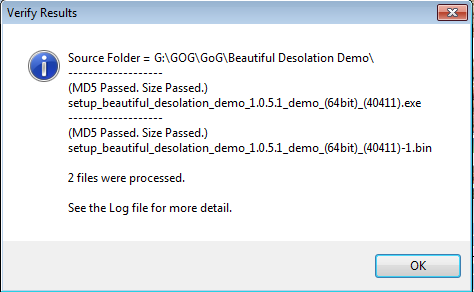 Verify Results
Source Folder = G:\GOG\GoG\Beautiful Desolation Demo\
-------------------
(MD5 Passed. Size Passed.)
setup_beautiful_desolation_demo_1.0.5.1_demo_(64bit)_(40411).exe
-------------------
(MD5 Passed. Size Passed.)
setup_beautiful_desolation_demo_1.0.5.1_demo_(64bit)_(40411)-1.bin
2 files were processed.
See the Log file for more detail.
OK